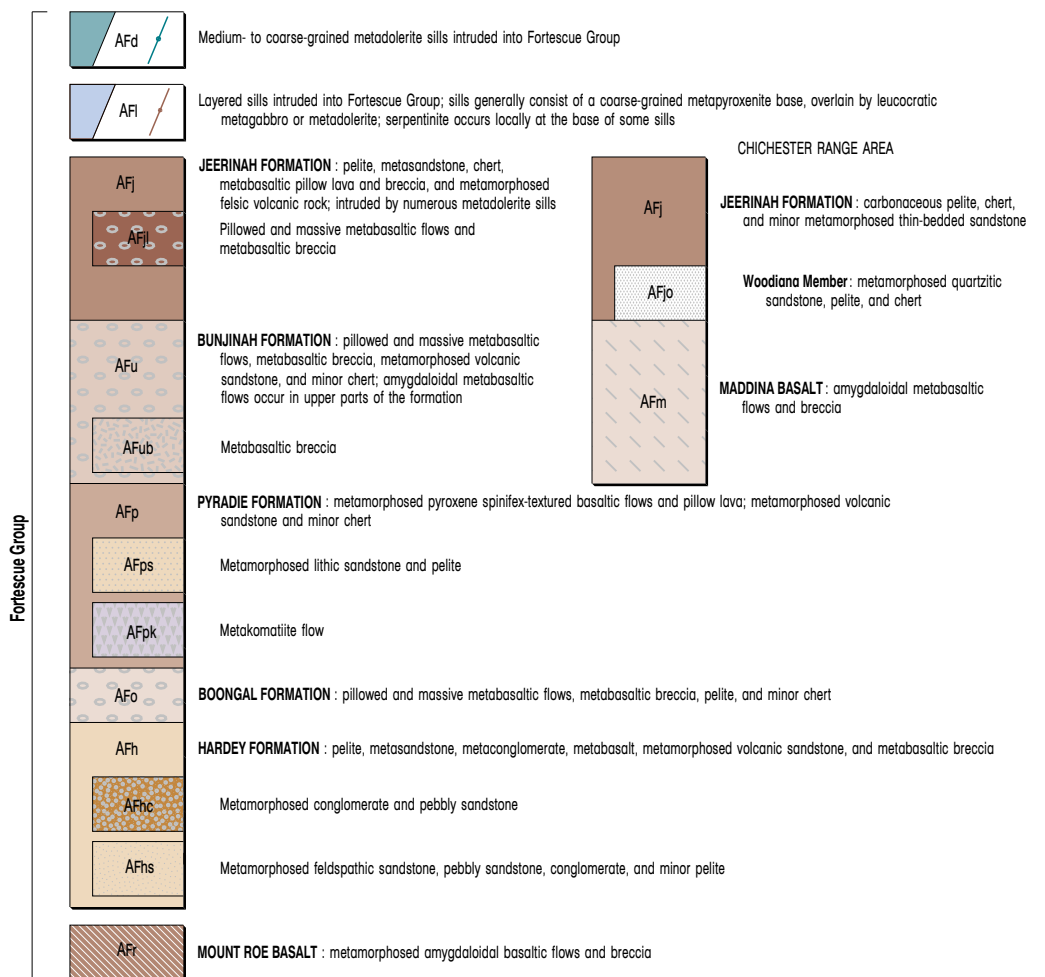 AFd
Medium- to coarse-grained metadolerite sills intruded into Fortescue Group
AFl
Layered sills intruded into Fortescue Group; sills generally consist of a coarse-grained metapyroxenite base, overlain by leucocratic
metagabbro or metadolerite; serpentinite occurs locally at the base of some sills
AFj
JEERINAH FORMATION : pelite, metasandstone, chert,
metabasaltic pillow lava and breccia, and metamorphosed
felsic volcanic rock; intruded by numerous metadolerite sills
AFjl
Pillowed and massive metabasaltic flows and
metabasaltic breccia
AFu
BUNJINAH FORMATION : pillowed and massive metabasaltic
flows, metabasaltic breccia, metamorphosed volcanic
sandstone, and minor chert; amygdaloidal metabasaltic
flows occur in upper parts of the formation
AFub
Metabasaltic breccia
CHICHESTER RANGE AREA
AFj
JEERINAH FORMATION : carbonaceous pelite, chert,
and minor metamorphosed thin-bedded sandstone
AFjo
Woodiana Member : metamorphosed quartzitic
sandstone, pelite, and chert
AFm
MADDINA BASALT : amygdaloidal metabasaltic
flows and breccia
AFp
PYRADIE FORMATION : metamorphosed pyroxene spinifex-textured basaltic flows and pillow lava; metamorphosed volcanic
sandstone and minor chert
AFps
Metamorphosed lithic sandstone and pelite
AFpk
Metakomatiite flow
AFo
BOONGAL FORMATION : pillowed and massive metabasaltic flows, metabasaltic breccia, pelite, and minor chert
AFh
HARDEY FORMATION : pelite, metasandstone, metaconglomerate, metabasalt, metamorphosed volcanic sandstone, and metabasaltic breccia
AFhc
Metamorphosed conglomerate and pebbly sandstone
AFhs
Metamorphosed feldspathic sandstone, pebbly sandstone, conglomerate, and minor pelite
AFr
MOUNT ROE BASALT : metamorphosed amygdaloidal basaltic flows and breccia
Fortescue Group